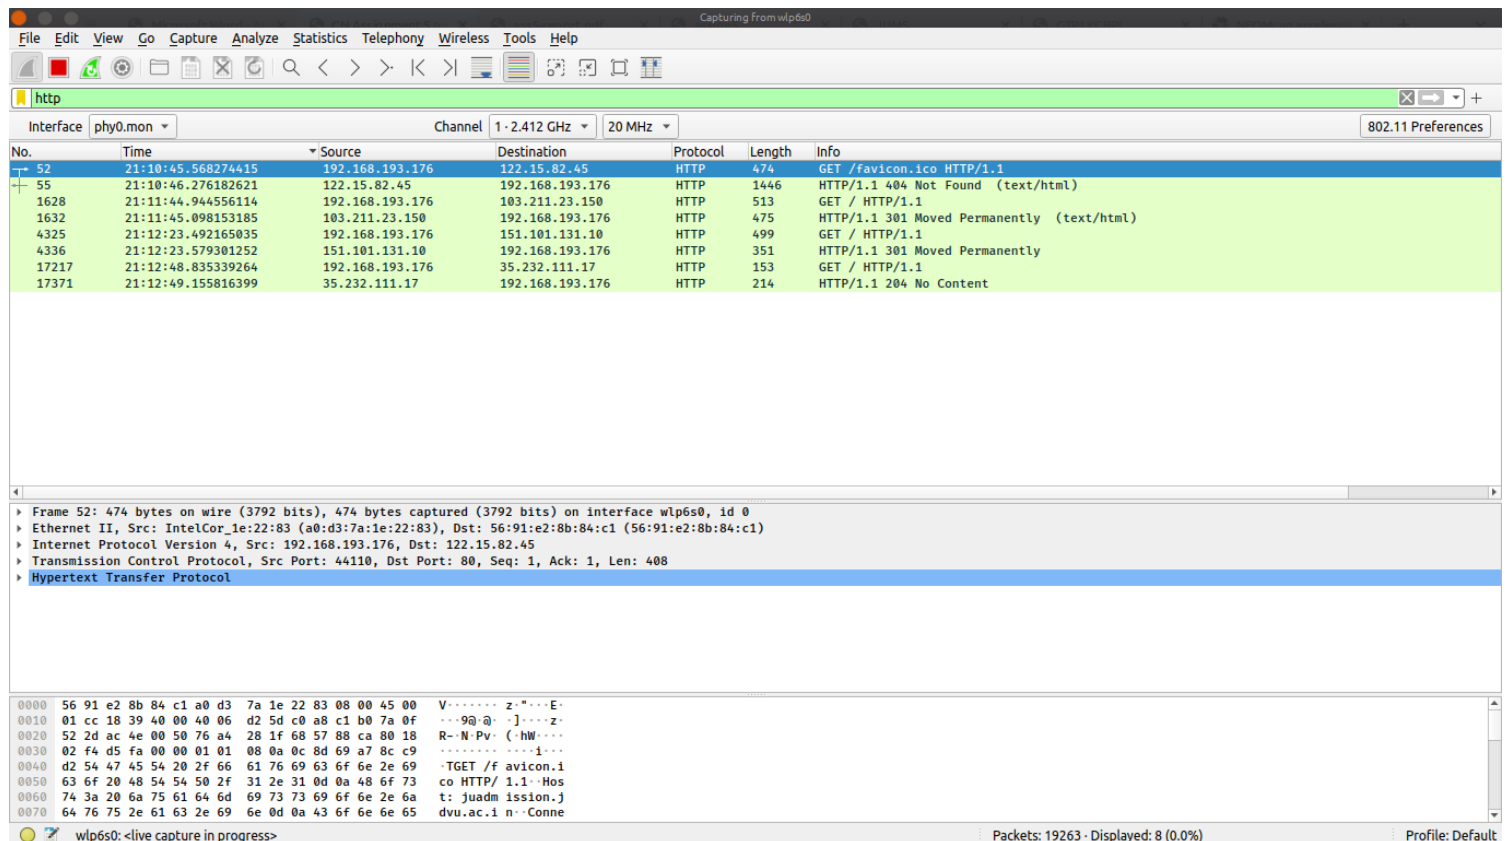 Capturing from wlp6s0
File Edit View Go Capture Analyze Statistics Telephony Wireless Tools Help
http
Interface phy0.mon Channel 1 · 2.412 GHz 20 MHz 802.11 Preferences
No. Time Source Destination Protocol Length Info
52 21:10:45.568274415 192.168.193.176 122.15.82.45 HTTP 474 GET /favicon.ico HTTP/1.1
55 21:10:46.276182621 122.15.82.45 192.168.193.176 HTTP 1446 HTTP/1.1 404 Not Found (text/html)
1628 21:11:44.944556114 192.168.193.176 103.211.23.150 HTTP 513 GET / HTTP/1.1
1632 21:11:45.098153185 103.211.23.150 192.168.193.176 HTTP 475 HTTP/1.1 301 Moved Permanently (text/html)
4325 21:12:23.492165035 192.168.193.176 151.101.131.10 HTTP 499 GET / HTTP/1.1
4336 21:12:23.579301252 151.101.131.10 192.168.193.176 HTTP 351 HTTP/1.1 301 Moved Permanently
17217 21:12:48.835339264 192.168.193.176 35.232.111.17 HTTP 153 GET / HTTP/1.1
17371 21:12:49.155816399 35.232.111.17 192.168.193.176 HTTP 214 HTTP/1.1 204 No Content
Frame 52: 474 bytes on wire (3792 bits), 474 bytes captured (3792 bits) on interface wlp6s0, id 0
Ethernet II, Src: IntelCor_1e:22:83 (a0:d3:7a:1e:22:83), Dst: 56:91:e2:8b:84:c1 (56:91:e2:8b:84:c1)
Internet Protocol Version 4, Src: 192.168.193.176, Dst: 122.15.82.45
Transmission Control Protocol, Src Port: 44110, Dst Port: 80, Seq: 1, Ack: 1, Len: 408
Hypertext Transfer Protocol
0000 56 91 e2 8b 84 c1 a0 d3 7a 1e 22 83 08 00 45 00 V······· z·"···E·
0010 01 cc 18 39 40 00 40 06 d2 5d c0 a8 c1 b0 7a 0f ···9@·@· ·]····z·
0020 52 2d ac 4e 00 50 76 a4 28 1f 68 57 88 ca 80 18 R-·N·Pv· (·hW····
0030 02 f4 d5 fa 00 00 01 01 08 0a 0c 8d 69 a7 8c c9 ········ ····i···
0040 d2 54 47 45 54 20 2f 66 61 76 69 63 6f 6e 2e 69 ·TGET /f avicon.i
0050 63 6f 20 48 54 54 50 2f 31 2e 31 0d 0a 48 6f 73 co HTTP/ 1.1··Hos
0060 74 3a 20 6a 75 61 64 6d 69 73 73 69 6f 6e 2e 6a t: juadm ission.j
0070 64 76 75 2e 61 63 2e 69 6e 0d 0a 43 6f 6e 6e 65 dvu.ac.i n··Conne
wlp6s0: <live capture in progress> Packets: 19263 · Displayed: 8 (0.0%) Profile: Default